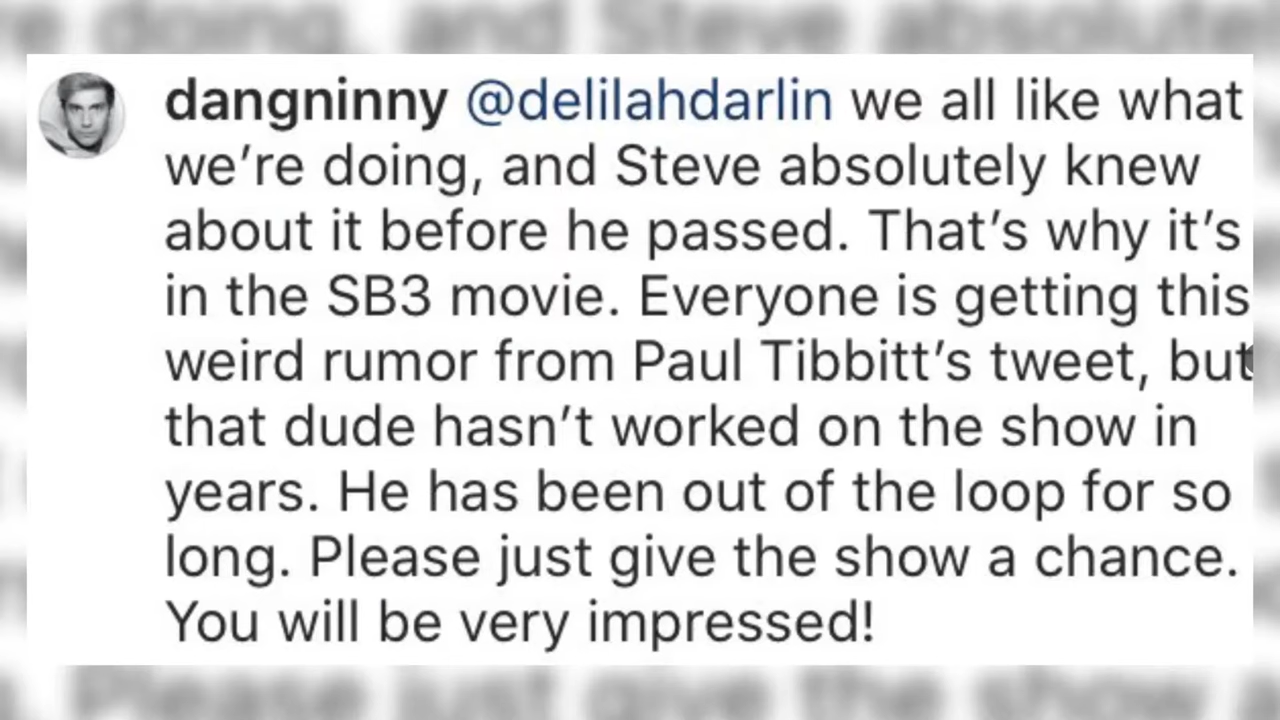 dangninny @delilahdarlin we all like what
we’re doing, and Steve absolutely knew
about it before he passed. That’s why it’s
in the SB3 movie. Everyone is getting this
weird rumor from Paul Tibbitt’s tweet, but
that dude hasn’t worked on the show in
years. He has been out of the loop for so
long. Please just give the show a chance.
You will be very impressed!